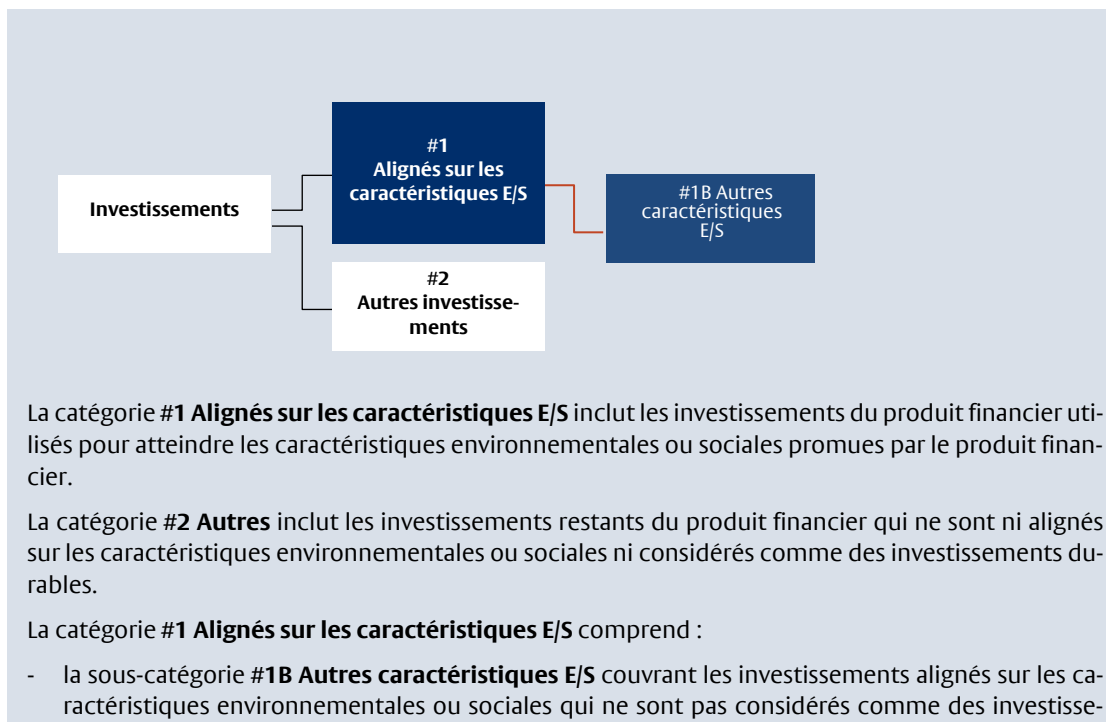 #1
Alignés sur les
caractéristiques E/S
#1B Autres
caractéristiques
E/S
Investissements
#2
Autres investisse-
ments
La catégorie #1 Alignés sur les caractéristiques E/S inclut les investissements du produit financier uti-
lisés pour atteindre les caractéristiques environnementales ou sociales promues par le produit finan-
cier.
La catégorie #2 Autres inclut les investissements restants du produit financier qui ne sont ni alignés
sur les caractéristiques environnementales ou sociales ni considérés comme des investissements du-
rables.
La catégorie #1 Alignés sur les caractéristiques E/S comprend :
- la sous-catégorie #1B Autres caractéristiques E/S couvrant les investissements alignés sur les ca-
ractéristiques environnementales ou sociales qui ne sont pas considérés comme des investisse-